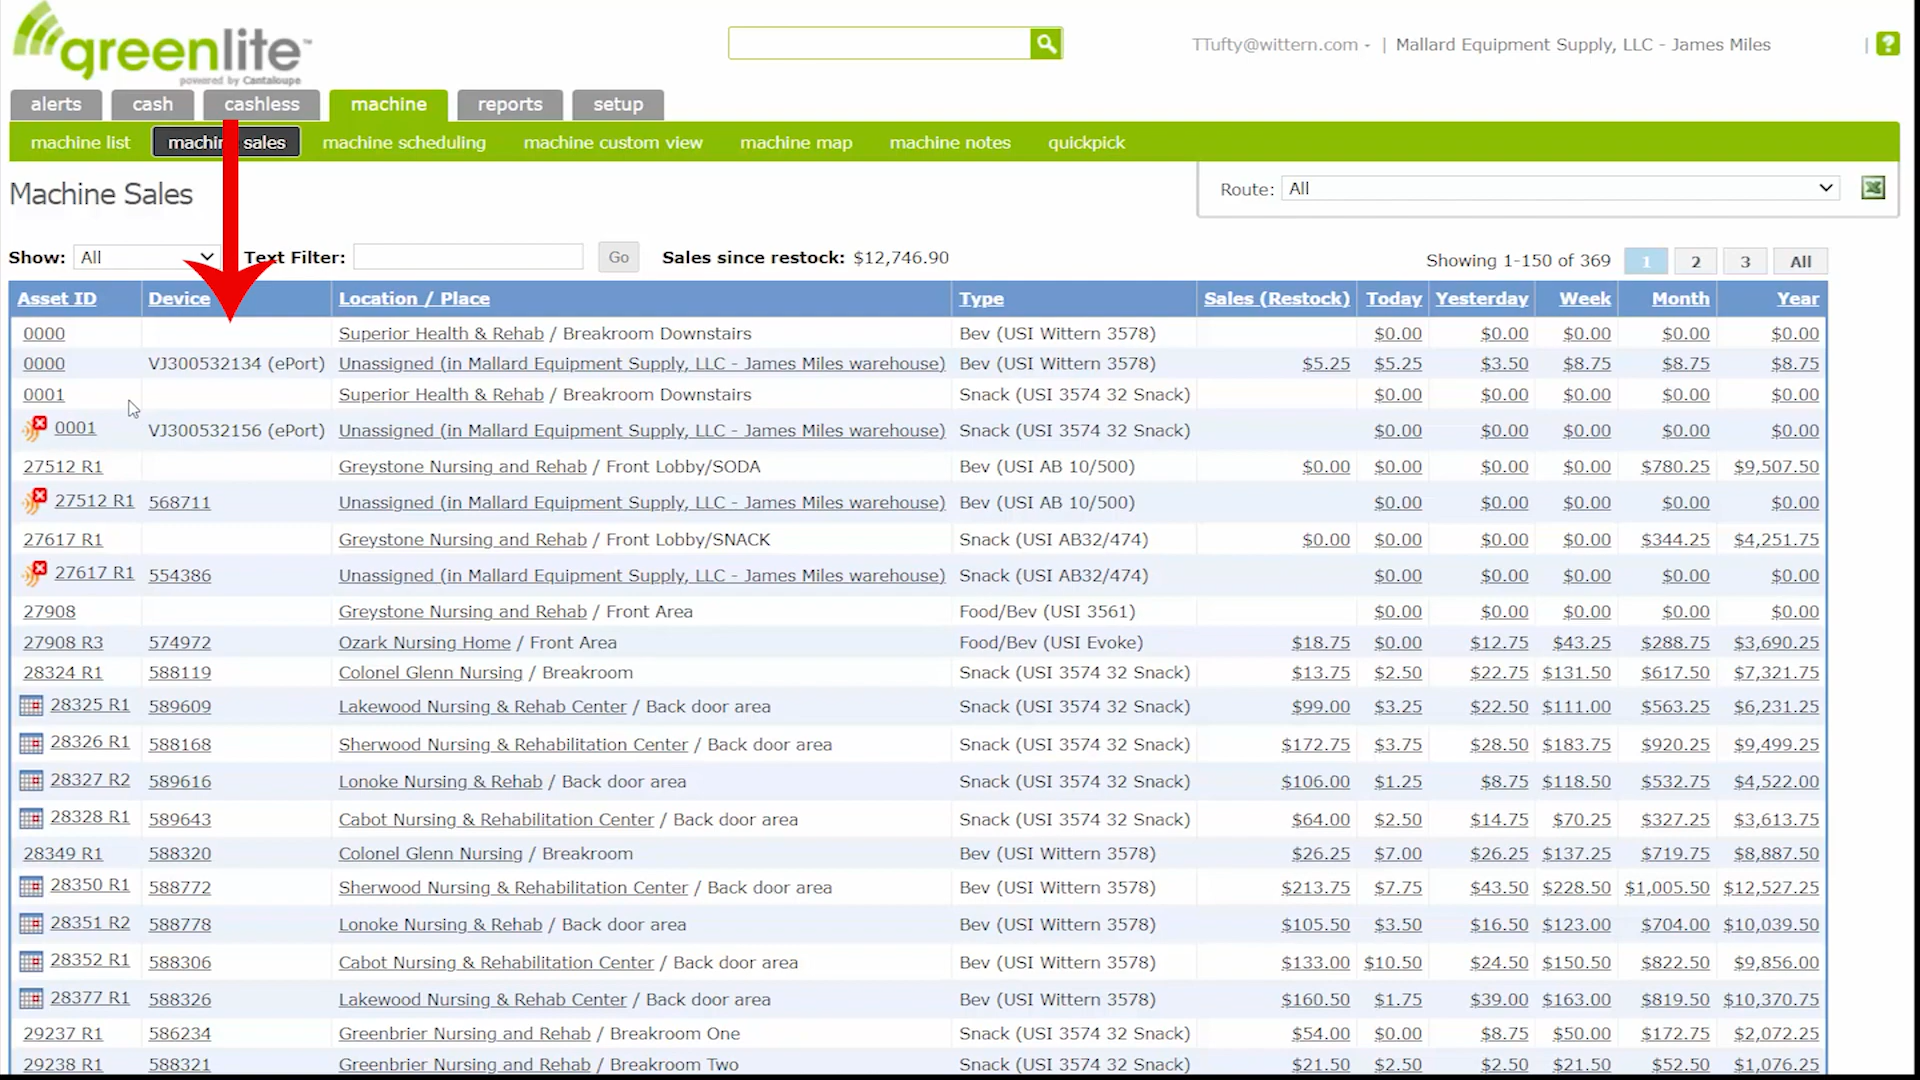 greenlite™
powered by Cantaloupe
TTufty@wittern.com - | Mallard Equipment Supply, LLC - James Miles | ?
alerts cash cashless machine reports setup
machine list machine sales machine scheduling machine custom view machine map machine notes quickpick
Machine Sales
Route: All
Show: All Text Filter: Go Sales since restock: $12,746.90 Showing 1-150 of 369 1 2 3 All
Asset ID Device Location / Place Type Sales (Restock) Today Yesterday Week Month Year
0000 Superior Health & Rehab / Breakroom Downstairs Bev (USI Wittern 3578) $0.00 $0.00 $0.00 $0.00 $0.00
0000 VJ300532134 (ePort) Unassigned (in Mallard Equipment Supply, LLC - James Miles warehouse) Bev (USI Wittern 3578) $5.25 $5.25 $3.50 $8.75 $8.75 $8.75
0001 Superior Health & Rehab / Breakroom Downstairs Snack (USI 3574 32 Snack) $0.00 $0.00 $0.00 $0.00 $0.00
0001 VJ300532156 (ePort) Unassigned (in Mallard Equipment Supply, LLC - James Miles warehouse) Snack (USI 3574 32 Snack) $0.00 $0.00 $0.00 $0.00 $0.00
27512 R1 Greystone Nursing and Rehab / Front Lobby/SODA Bev (USI AB 10/500) $0.00 $0.00 $0.00 $0.00 $780.25 $9,507.50
27512 R1 568711 Unassigned (in Mallard Equipment Supply, LLC - James Miles warehouse) Bev (USI AB 10/500) $0.00 $0.00 $0.00 $0.00 $0.00
27617 R1 Greystone Nursing and Rehab / Front Lobby/SNACK Snack (USI AB32/474) $0.00 $0.00 $0.00 $0.00 $344.25 $4,251.75
27617 R1 554386 Unassigned (in Mallard Equipment Supply, LLC - James Miles warehouse) Snack (USI AB32/474) $0.00 $0.00 $0.00 $0.00 $0.00
27908 Greystone Nursing and Rehab / Front Area Food/Bev (USI 3561) $0.00 $0.00 $0.00 $0.00 $0.00
27908 R3 574972 Ozark Nursing Home / Front Area Food/Bev (USI Evoke) $18.75 $0.00 $12.75 $43.25 $288.75 $3,690.25
28324 R1 588119 Colonel Glenn Nursing / Breakroom Snack (USI 3574 32 Snack) $13.75 $2.50 $22.75 $131.50 $617.50 $7,321.75
28325 R1 589609 Lakewood Nursing & Rehab Center / Back door area Snack (USI 3574 32 Snack) $99.00 $3.25 $22.50 $111.00 $563.25 $6,231.25
28326 R1 588168 Sherwood Nursing & Rehabilitation Center / Back door area Snack (USI 3574 32 Snack) $172.75 $3.75 $28.50 $183.75 $920.25 $9,499.25
28327 R2 589616 Lonoke Nursing & Rehab / Back door area Snack (USI 3574 32 Snack) $106.00 $1.25 $8.75 $118.50 $532.75 $4,522.00
28328 R1 589643 Cabot Nursing & Rehabilitation Center / Back door area Snack (USI 3574 32 Snack) $64.00 $2.50 $14.75 $70.25 $327.25 $3,613.75
28349 R1 588320 Colonel Glenn Nursing / Breakroom Bev (USI Wittern 3578) $26.25 $7.00 $26.25 $137.25 $719.75 $8,887.50
28350 R1 588772 Sherwood Nursing & Rehabilitation Center / Back door area Bev (USI Wittern 3578) $213.75 $7.75 $43.50 $228.50 $1,005.50 $12,527.25
28351 R2 588778 Lonoke Nursing & Rehab / Back door area Bev (USI Wittern 3578) $105.50 $3.50 $16.50 $123.00 $704.00 $10,039.50
28352 R1 588306 Cabot Nursing & Rehabilitation Center / Back door area Bev (USI Wittern 3578) $133.00 $10.50 $24.50 $150.50 $822.50 $9,856.00
28377 R1 588326 Lakewood Nursing & Rehab Center / Back door area Bev (USI Wittern 3578) $160.50 $1.75 $39.00 $163.00 $819.50 $10,370.75
29237 R1 586234 Greenbrier Nursing and Rehab / Breakroom One Snack (USI 3574 32 Snack) $54.00 $0.00 $8.75 $50.00 $172.75 $2,072.25
29238 R1 588321 Greenbrier Nursing and Rehab / Breakroom Two Snack (USI 3574 32 Snack) $21.50 $2.50 $2.50 $21.50 $52.50 $1,076.25